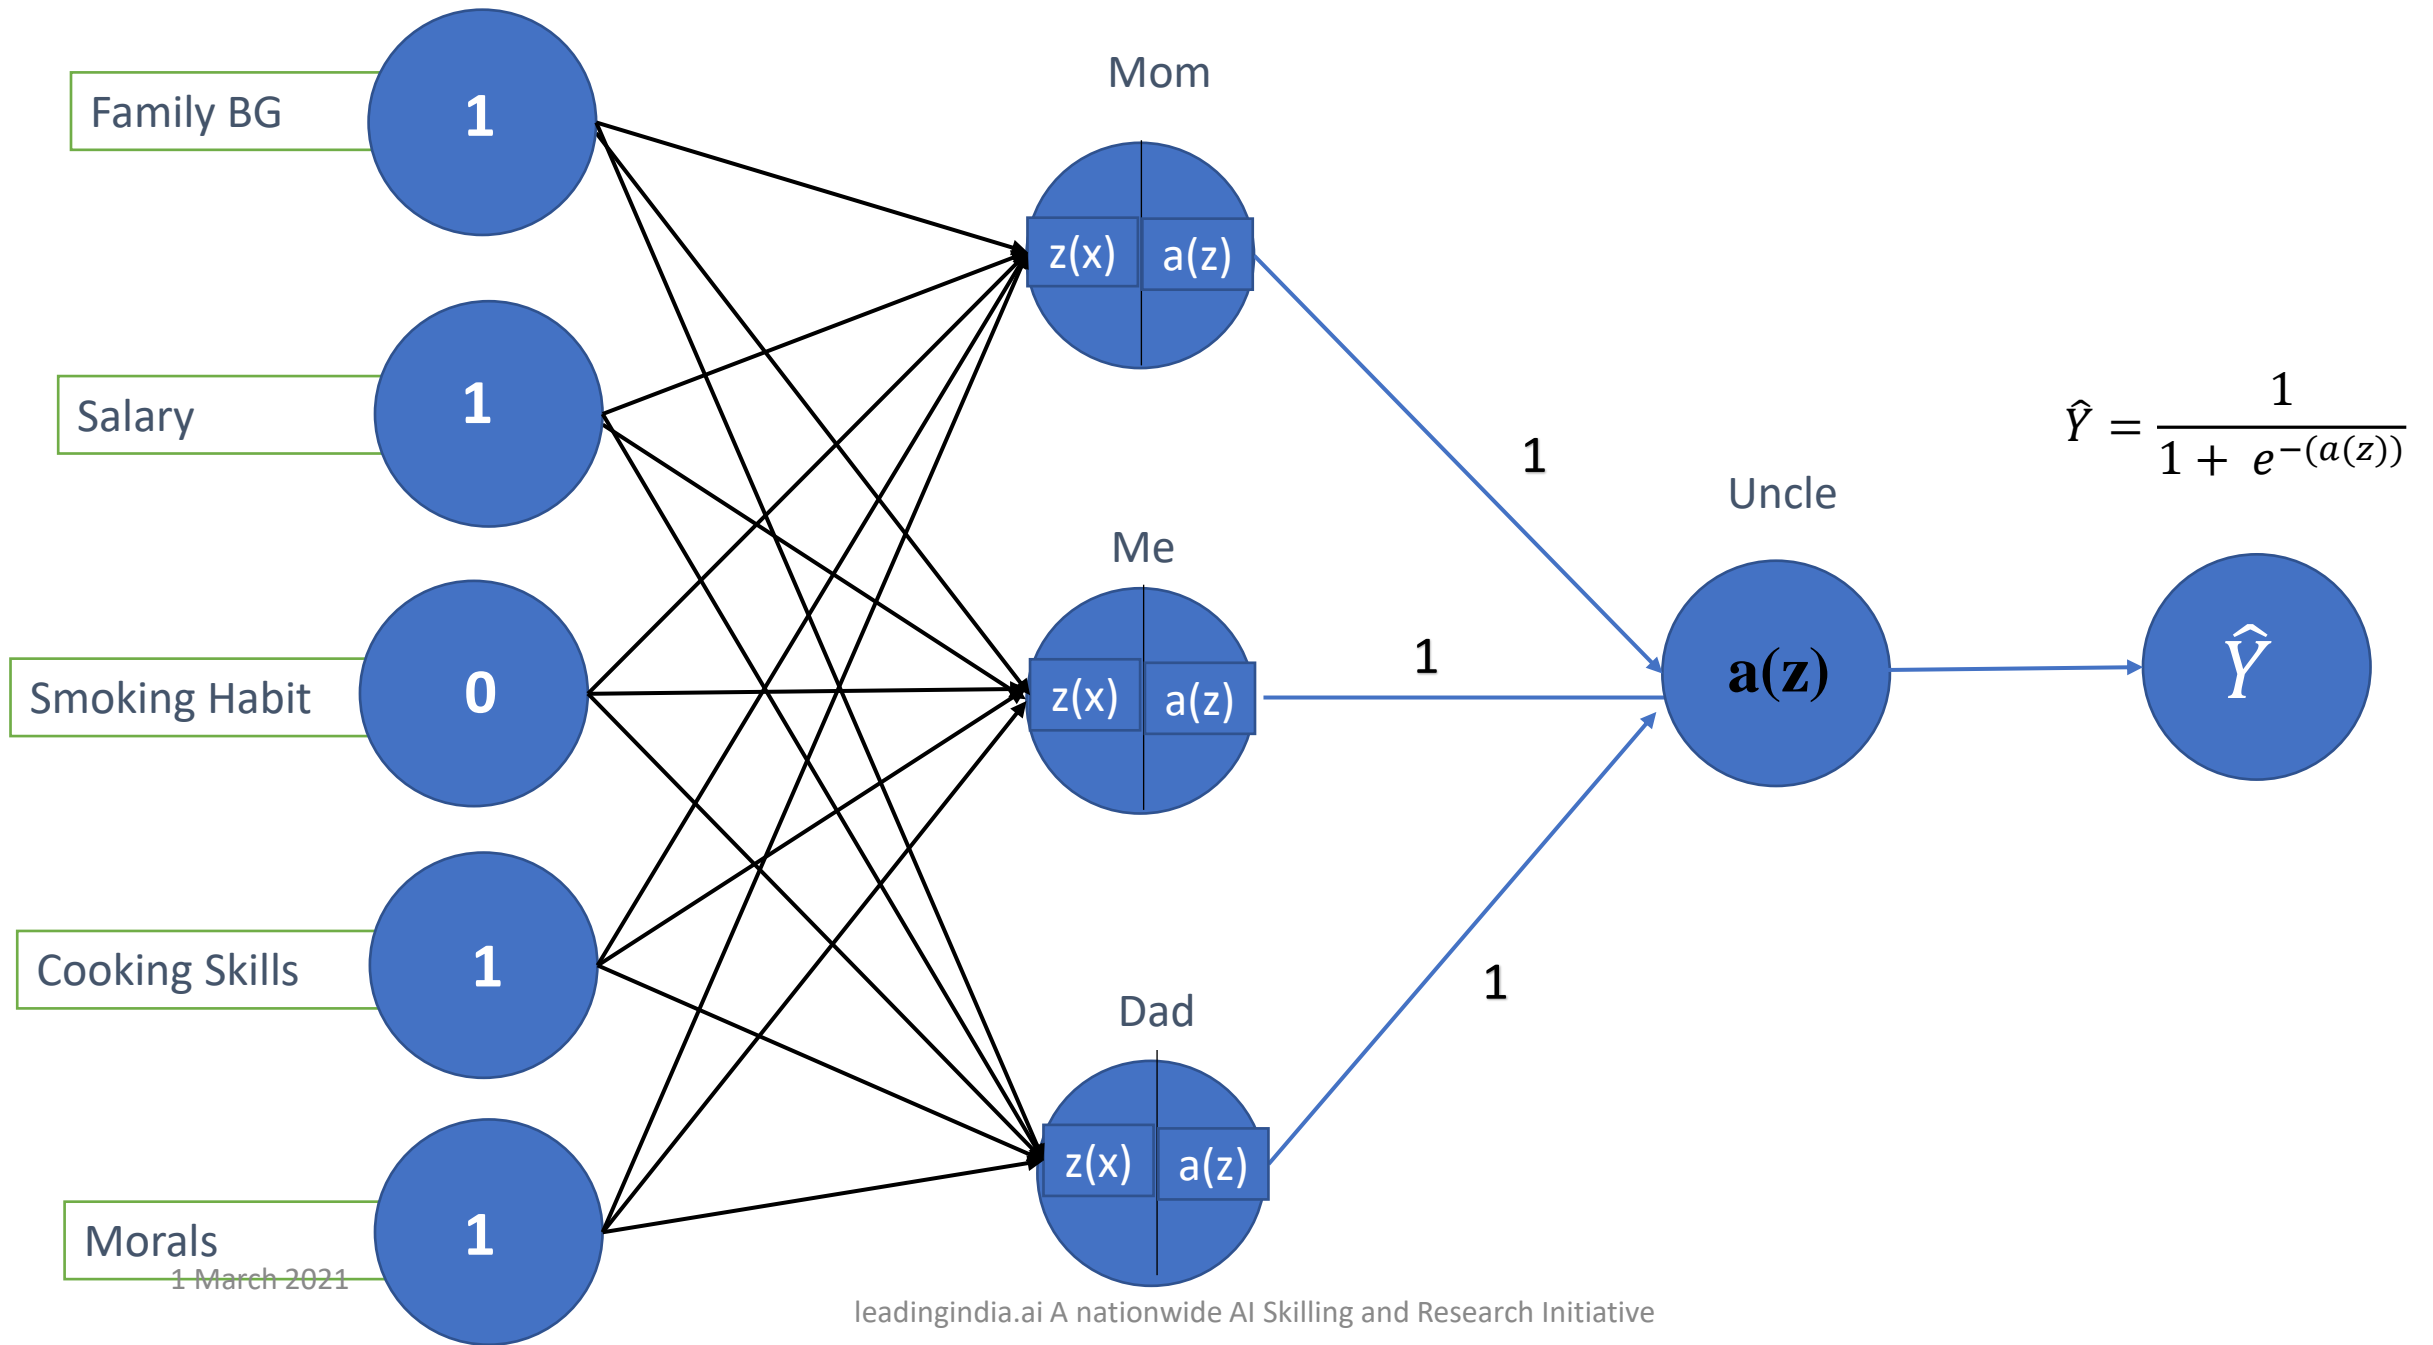 Mom
Family BG 1
z(x) a(z)
Salary 1
Ŷ = 1 / (1 + e^−(a(z)))
1
Uncle
Me
Smoking Habit 0
z(x) a(z)
1
a(z)
Ŷ
Cooking Skills 1
1
Dad
z(x) a(z)
Morals 1
1 March 2021
leadingindia.ai A nationwide AI Skilling and Research Initiative